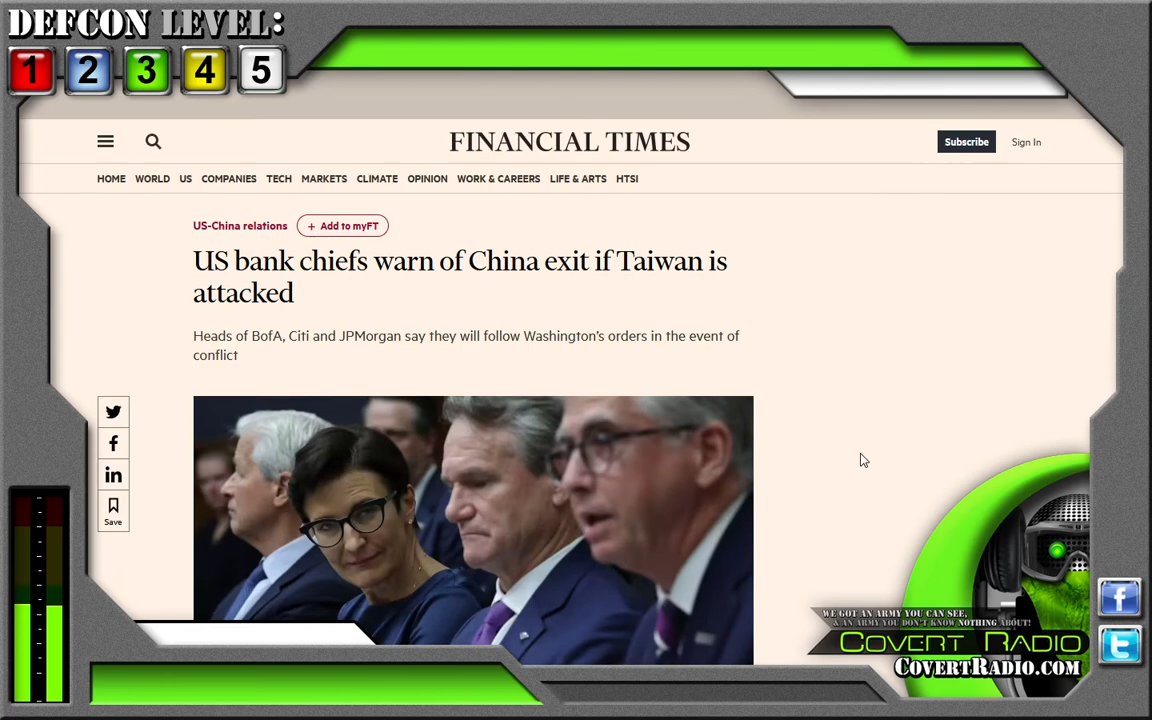 DEFCON LEVEL:
1 2 3 4 5
FINANCIAL TIMES
Subscribe
Sign In
HOME WORLD US COMPANIES TECH MARKETS CLIMATE OPINION WORK & CAREERS LIFE & ARTS HTSI
US-China relations
+ Add to myFT
US bank chiefs warn of China exit if Taiwan is
attacked
Heads of BofA, Citi and JPMorgan say they will follow Washington's orders in the event of
conflict
Save
WE GOT AN ARMY YOU CAN SEE,
& AN ARMY YOU DON'T KNOW NOTHING ABOUT!
COVERT RADIO
COVERTRADIO.COM